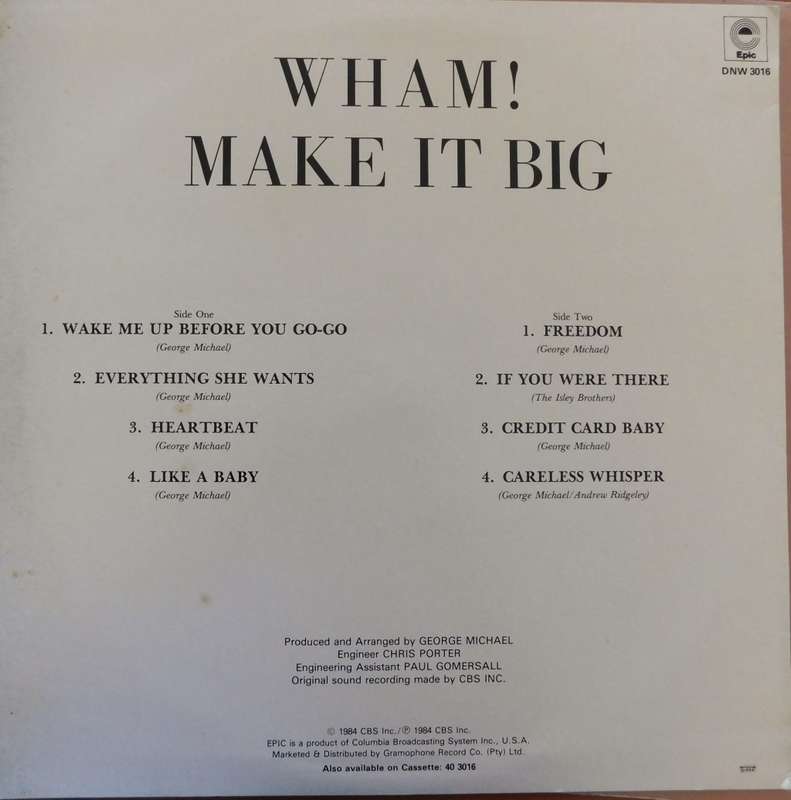 Epic
DNW 3016
WHAM!
MAKE IT BIG
Side One
1. WAKE ME UP BEFORE YOU GO-GO
(George Michael)
2. EVERYTHING SHE WANTS
(George Michael)
3. HEARTBEAT
(George Michael)
4. LIKE A BABY
(George Michael)
Side Two
1. FREEDOM
(George Michael)
2. IF YOU WERE THERE
(The Isley Brothers)
3. CREDIT CARD BABY
(George Michael)
4. CARELESS WHISPER
(George Michael/Andrew Ridgeley)
Produced and Arranged by GEORGE MICHAEL
Engineer CHRIS PORTER
Engineering Assistant PAUL GOMERSALL
Original sound recording made by CBS INC.
© 1984 CBS Inc./℗ 1984 CBS Inc.
EPIC is a product of Columbia Broadcasting System Inc., U.S.A.
Marketed & Distributed by Gramophone Record Co. (Pty) Ltd.
Also available on Cassette: 40 3016